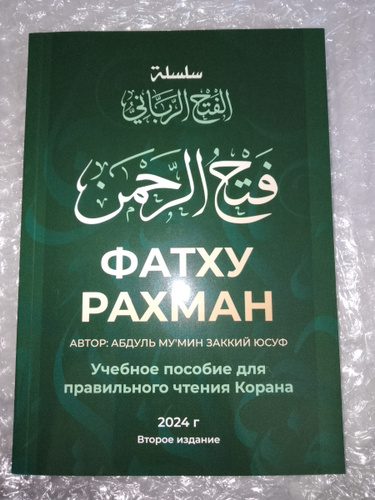 سلسلة
الفتح الرباني
فتح الرحمن
ФАТХУ
РАХМАН
АВТОР: АБДУЛЬ МУ'МИН ЗАККИЙ ЮСУФ
Учебное пособие для
правильного чтения Корана
2024 г
Второе издание